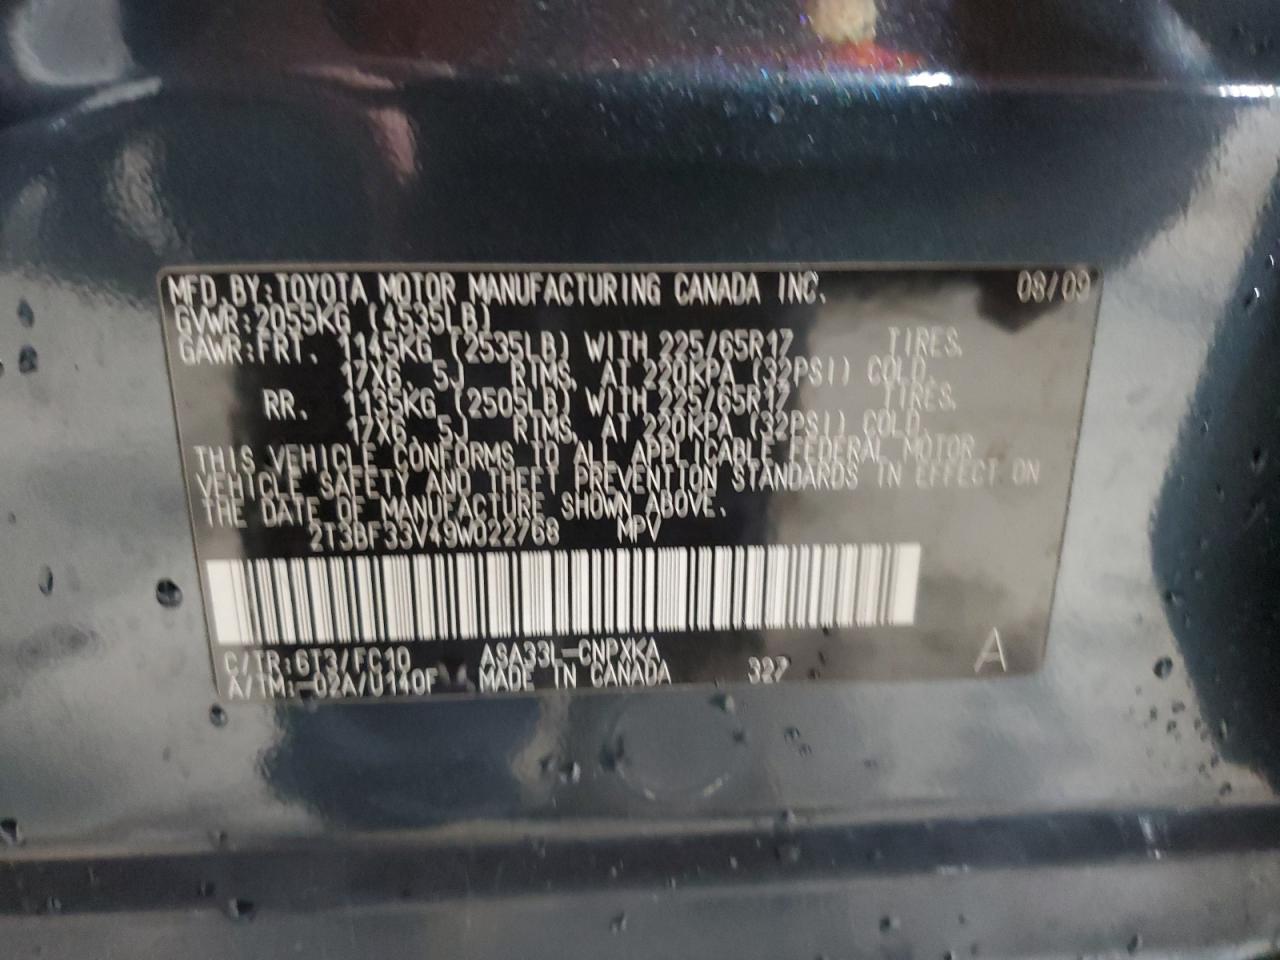 MFD.BY:TOYOTA MOTOR MANUFACTURING CANADA INC. 08/09
GVWR:2055KG (4535LB)
GAWR:FRT. 1145KG (2535LB) WITH 225/65R17 TIRES,
17X6.5J RIMS, AT 220KPA (32PSI) COLD.
RR. 1135KG (2505LB) WITH 225/65R17 TIRES,
17X6.5J RIMS, AT 220KPA (32PSI) COLD.
THIS VEHICLE CONFORMS TO ALL APPLICABLE FEDERAL MOTOR
VEHICLE SAFETY AND THEFT PREVENTION STANDARDS IN EFFECT ON
THE DATE OF MANUFACTURE SHOWN ABOVE.
2T3BF33V49W022768 MPV
C/TR:6T3/FC10 ASA33L-CNPXKA
A/TM:-02A/U140F MADE IN CANADA 327 A